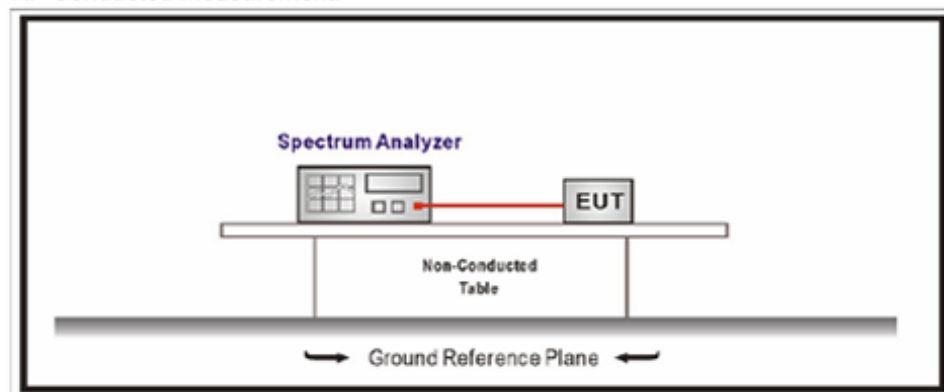 Spectrum Analyzer
EUT
Non-Conducted
Table
Ground Reference Plane